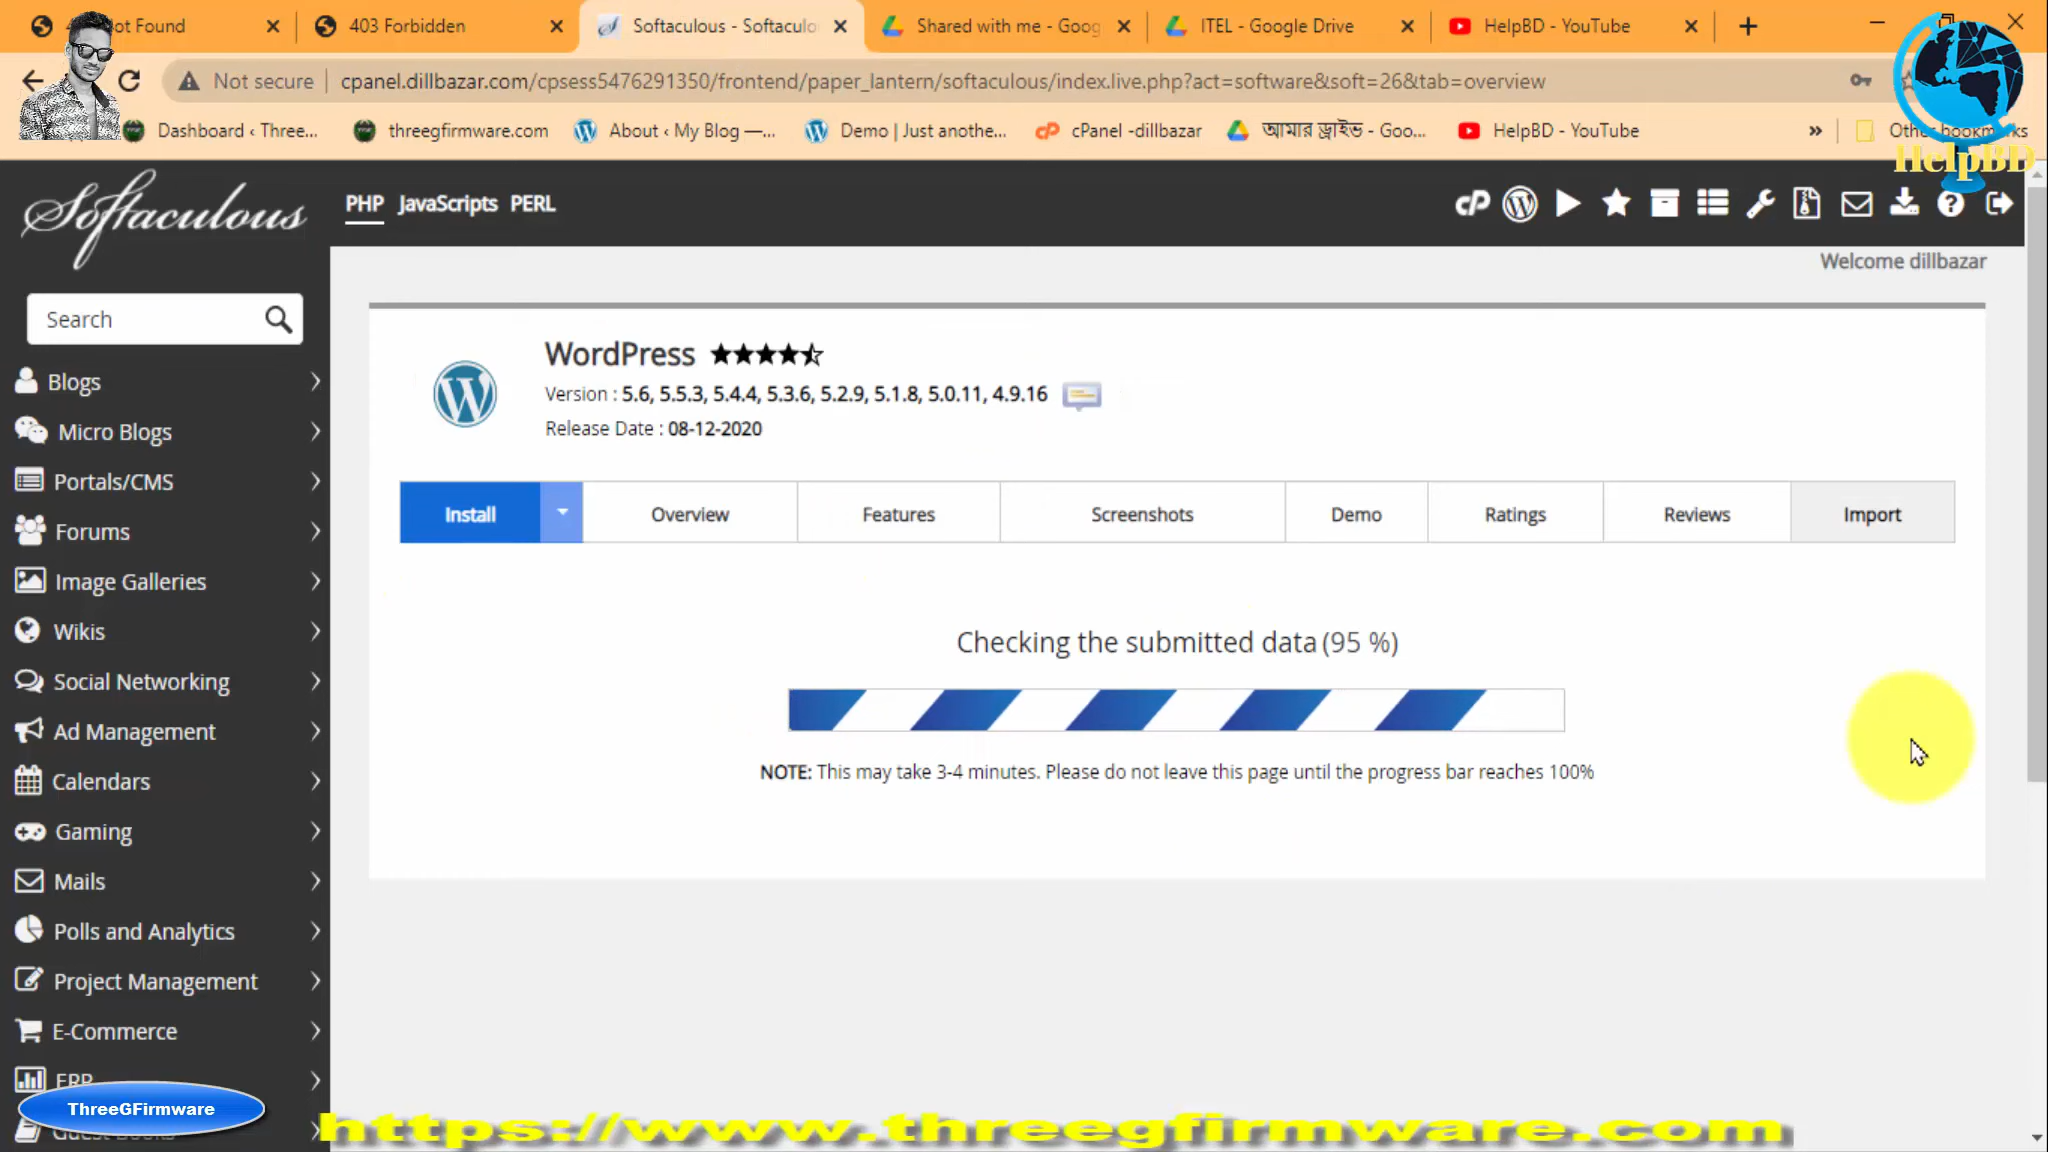 ot Found
403 Forbidden
Softaculous - Softaculo
Shared with me - Goog
ITEL - Google Drive
HelpBD - YouTube
Not secure
cpanel.dillbazar.com/cpsess5476291350/frontend/paper_lantern/softaculous/index.live.php?act=software&soft=26&tab=overview
Dashboard ‹ Three...
threegfirmware.com
About ‹ My Blog —...
Demo | Just anothe...
cPanel -dillbazar
আমার ড্রাইভ - Goo...
HelpBD - YouTube
»
Other bookmarks
HelpBD
Softaculous
PHP JavaScripts PERL
Welcome dillbazar
Search
Blogs
Micro Blogs
Portals/CMS
Forums
Image Galleries
Wikis
Social Networking
Ad Management
Calendars
Gaming
Mails
Polls and Analytics
Project Management
E-Commerce
ERP
Guest Books
WordPress
Version : 5.6, 5.5.3, 5.4.4, 5.3.6, 5.2.9, 5.1.8, 5.0.11, 4.9.16
Release Date : 08-12-2020
Install
Overview
Features
Screenshots
Demo
Ratings
Reviews
Import
Checking the submitted data (95 %)
NOTE: This may take 3-4 minutes. Please do not leave this page until the progress bar reaches 100%
ThreeGFirmware
https://www.threegfirmware.com